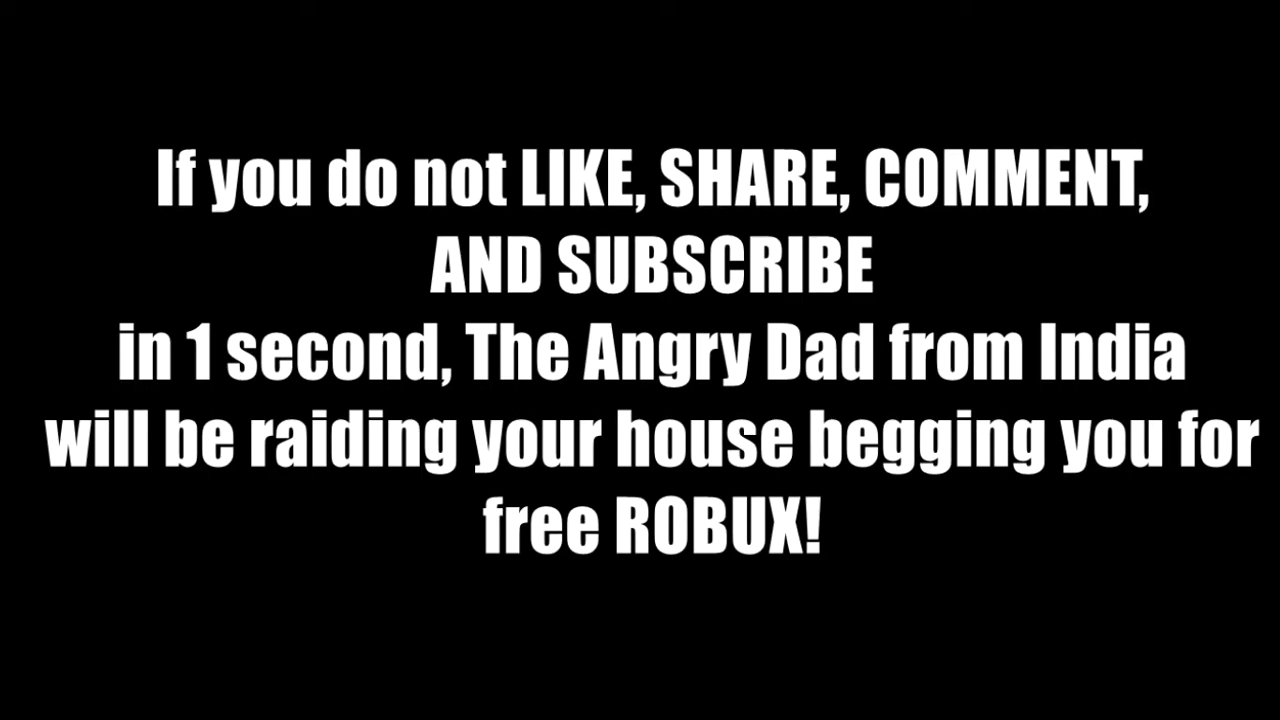 If you do not LIKE, SHARE, COMMENT,
AND SUBSCRIBE
in 1 second, The Angry Dad from India
will be raiding your house begging you for
free ROBUX!